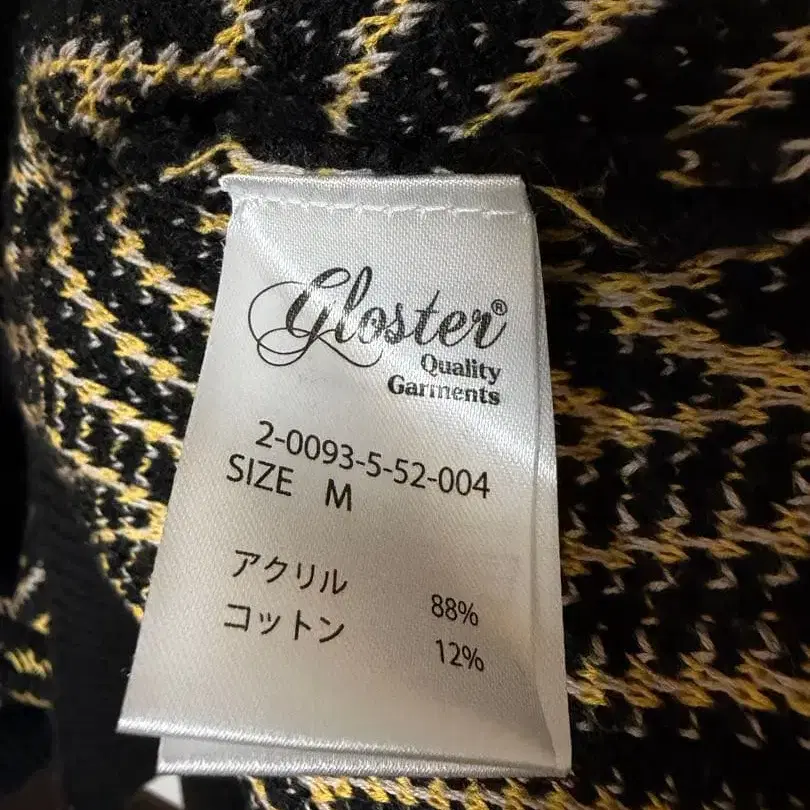 Gloster®
Quality
Garments
2-0093-5-52-004
SIZE M
アクリル 88%
コットン 12%